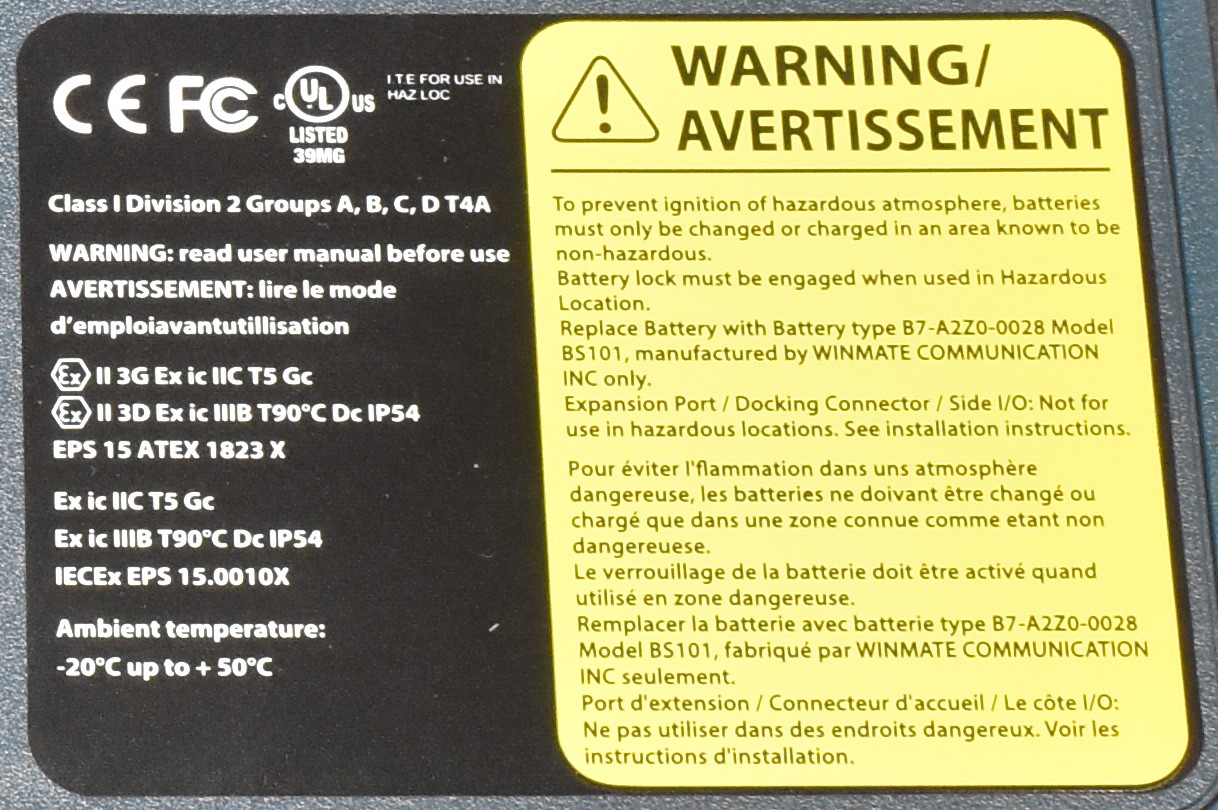 CE FC c UL US
LISTED
39MG
I.T.E FOR USE IN
HAZ LOC
Class I Division 2 Groups A, B, C, D T4A
WARNING: read user manual before use
AVERTISSEMENT: lire le mode
d'emploiavantutillisation
Ex II 3G Ex ic IIC T5 Gc
Ex II 3D Ex ic IIIB T90°C Dc IP54
EPS 15 ATEX 1823 X
Ex ic IIC T5 Gc
Ex ic IIIB T90°C Dc IP54
IECEx EPS 15.0010X
Ambient temperature:
-20°C up to + 50°C
WARNING/
AVERTISSEMENT
To prevent ignition of hazardous atmosphere, batteries
must only be changed or charged in an area known to be
non-hazardous.
Battery lock must be engaged when used in Hazardous
Location.
Replace Battery with Battery type B7-A2Z0-0028 Model
BS101, manufactured by WINMATE COMMUNICATION
INC only.
Expansion Port / Docking Connector / Side I/O: Not for
use in hazardous locations. See installation instructions.
Pour éviter l'flammation dans uns atmosphère
dangereuse, les batteries ne doivant être changé ou
chargé que dans une zone connue comme etant non
dangereuese.
Le verrouillage de la batterie doit être activé quand
utilisé en zone dangereuse.
Remplacer la batterie avec batterie type B7-A2Z0-0028
Model BS101, fabriqué par WINMATE COMMUNICATION
INC seulement.
Port d'extension / Connecteur d'accueil / Le côte I/O:
Ne pas utiliser dans des endroits dangereux. Voir les
instructions d'installation.